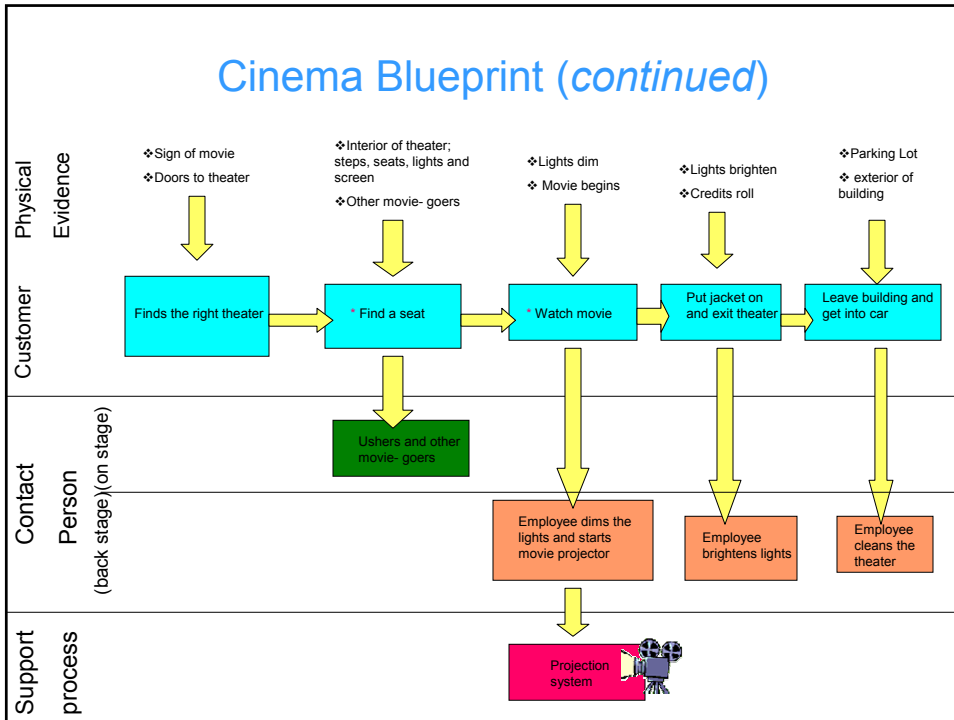 Cinema Blueprint (continued)
Physical
Evidence
❖Sign of movie
❖Doors to theater
❖Interior of theater;
steps, seats, lights and
screen
❖Other movie- goers
❖Lights dim
❖ Movie begins
❖Lights brighten
❖Credits roll
❖Parking Lot
❖ exterior of
building
Customer
Finds the right theater
* Find a seat
* Watch movie
Put jacket on
and exit theater
Leave building and
get into car
Contact
Person
(back stage)(on stage)
Ushers and other
movie- goers
Employee dims the
lights and starts
movie projector
Employee
brightens lights
Employee
cleans the
theater
Support
process
Projection
system